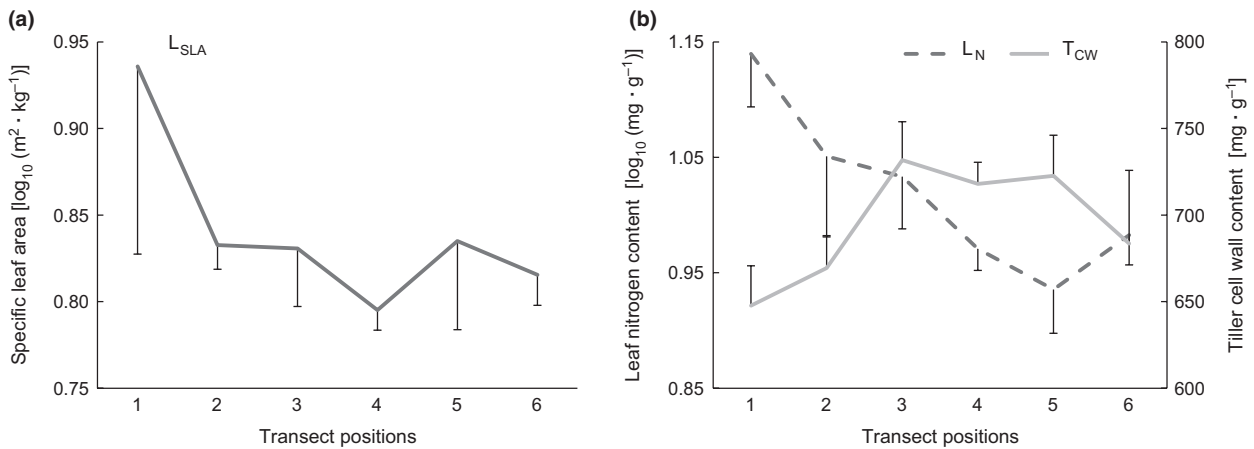 (a)
L_SLA
Specific leaf area [log₁₀ (m² · kg⁻¹)]
0.95
0.90
0.85
0.80
0.75
1 2 3 4 5 6
Transect positions
(b)
L_N T_CW
Leaf nitrogen content [log₁₀ (mg · g⁻¹)]
1.15
1.05
0.95
0.85
800
750
700
650
600
Tiller cell wall content [mg · g⁻¹)]
1 2 3 4 5 6
Transect positions